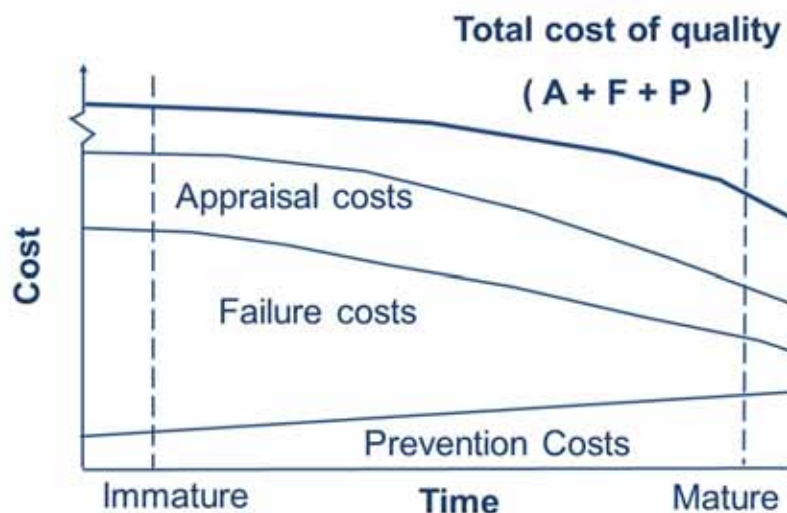 Total cost of quality
( A + F + P )
Appraisal costs
Cost
Failure costs
Prevention Costs
Immature
Time
Mature